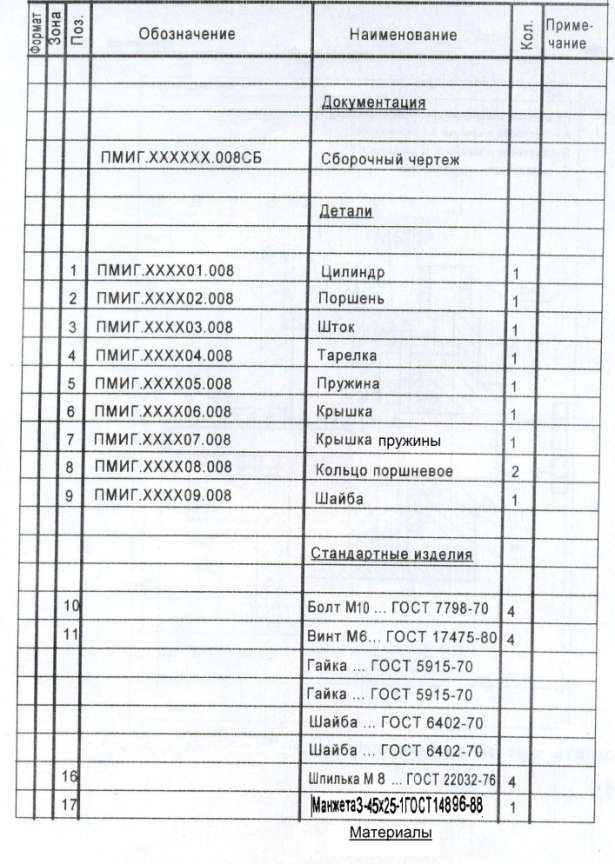 Формат Зона Поз. Обозначение Наименование Кол. Приме-
чание
Документация
ПМИГ.XXXXXX.008СБ Сборочный чертеж
Детали
1 ПМИГ.XXXX01.008 Цилиндр 1
2 ПМИГ.XXXX02.008 Поршень 1
3 ПМИГ.XXXX03.008 Шток 1
4 ПМИГ.XXXX04.008 Тарелка 1
5 ПМИГ.XXXX05.008 Пружина 1
6 ПМИГ.XXXX06.008 Крышка 1
7 ПМИГ.XXXX07.008 Крышка пружины 1
8 ПМИГ.XXXX08.008 Кольцо поршневое 2
9 ПМИГ.XXXX09.008 Шайба 1
Стандартные изделия
10 Болт М10 ... ГОСТ 7798-70 4
11 Винт М6... ГОСТ 17475-80 4
Гайка ... ГОСТ 5915-70
Гайка ... ГОСТ 5915-70
Шайба ... ГОСТ 6402-70
Шайба ... ГОСТ 6402-70
16 Шпилька М 8 ... ГОСТ 22032-76 4
17 Манжета3-45х25-1ГОСТ14896-88 1
Материалы